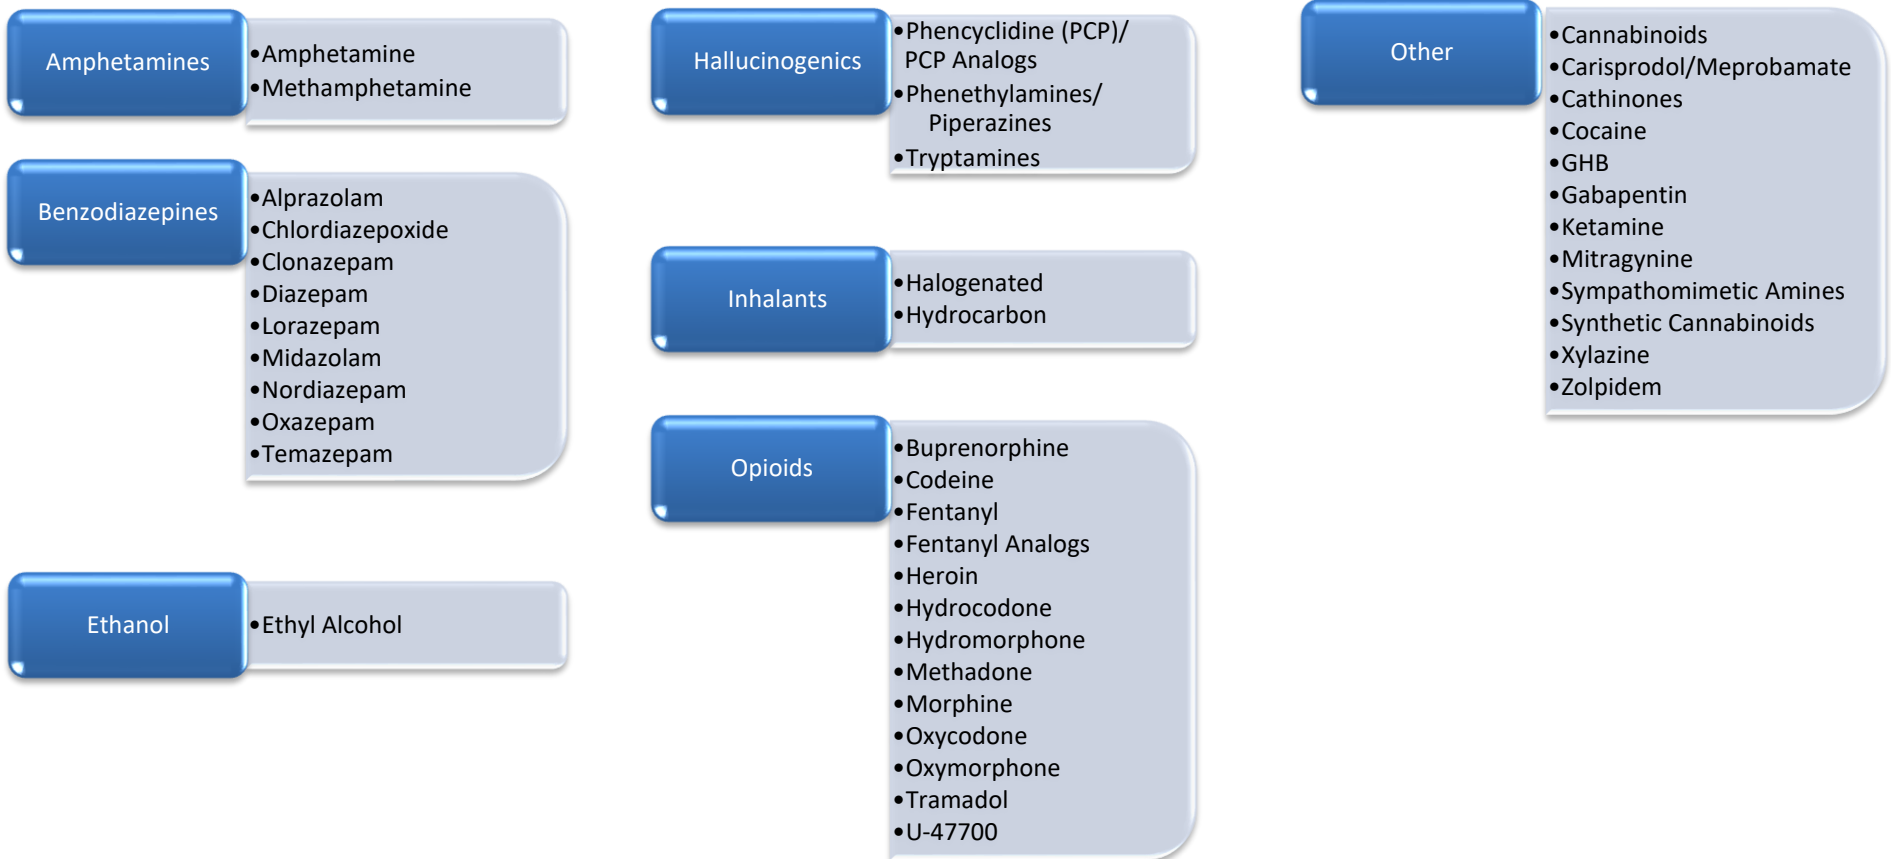 Amphetamines
•Amphetamine
•Methamphetamine
Benzodiazepines
•Alprazolam
•Chlordiazepoxide
•Clonazepam
•Diazepam
•Lorazepam
•Midazolam
•Nordiazepam
•Oxazepam
•Temazepam
Ethanol
•Ethyl Alcohol
Hallucinogenics
•Phencyclidine (PCP)/
PCP Analogs
•Phenethylamines/
Piperazines
•Tryptamines
Inhalants
•Halogenated
•Hydrocarbon
Opioids
•Buprenorphine
•Codeine
•Fentanyl
•Fentanyl Analogs
•Heroin
•Hydrocodone
•Hydromorphone
•Methadone
•Morphine
•Oxycodone
•Oxymorphone
•Tramadol
•U-47700
Other
•Cannabinoids
•Carisprodol/Meprobamate
•Cathinones
•Cocaine
•GHB
•Gabapentin
•Ketamine
•Mitragynine
•Sympathomimetic Amines
•Synthetic Cannabinoids
•Xylazine
•Zolpidem